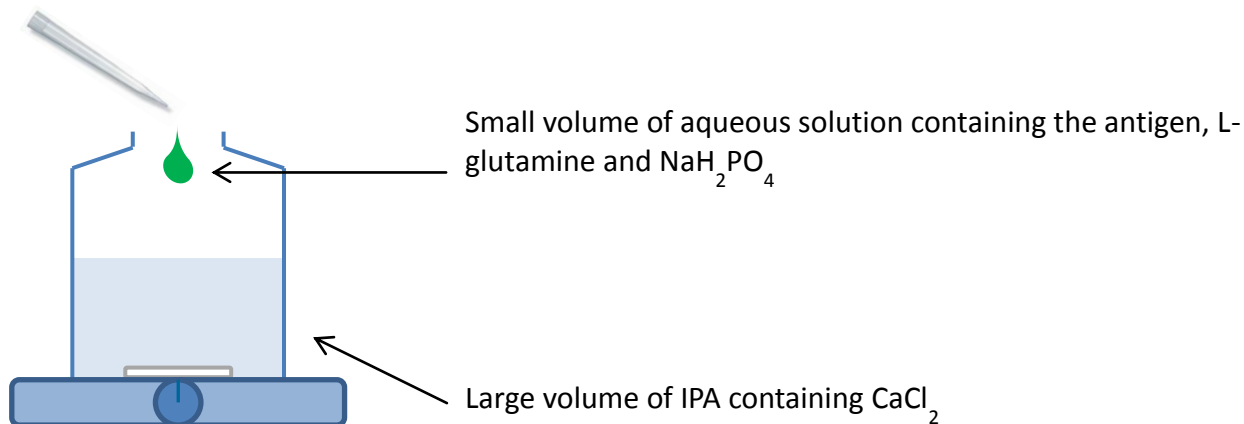 Small volume of aqueous solution containing the antigen, L-
glutamine and NaH₂PO₄
Large volume of IPA containing CaCl₂